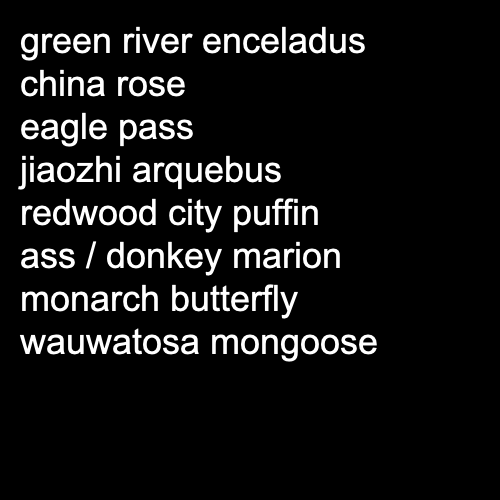 green river enceladus
china rose
eagle pass
jiaozhi arquebus
redwood city puffin
ass / donkey marion
monarch butterfly
wauwatosa mongoose